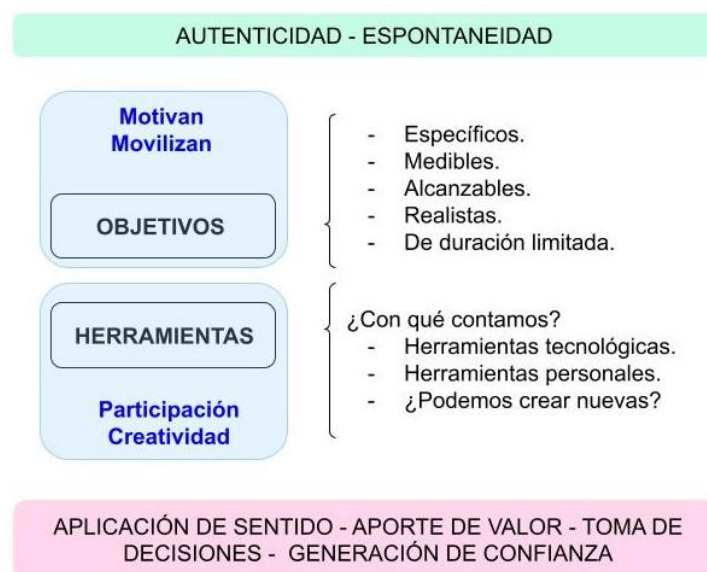 AUTENTICIDAD - ESPONTANEIDAD
Motivan
Movilizan
OBJETIVOS
- Específicos.
- Medibles.
- Alcanzables.
- Realistas.
- De duración limitada.
HERRAMIENTAS
Participación
Creatividad
¿Con qué contamos?
- Herramientas tecnológicas.
- Herramientas personales.
- ¿Podemos crear nuevas?
APLICACIÓN DE SENTIDO - APORTE DE VALOR - TOMA DE
DECISIONES - GENERACIÓN DE CONFIANZA